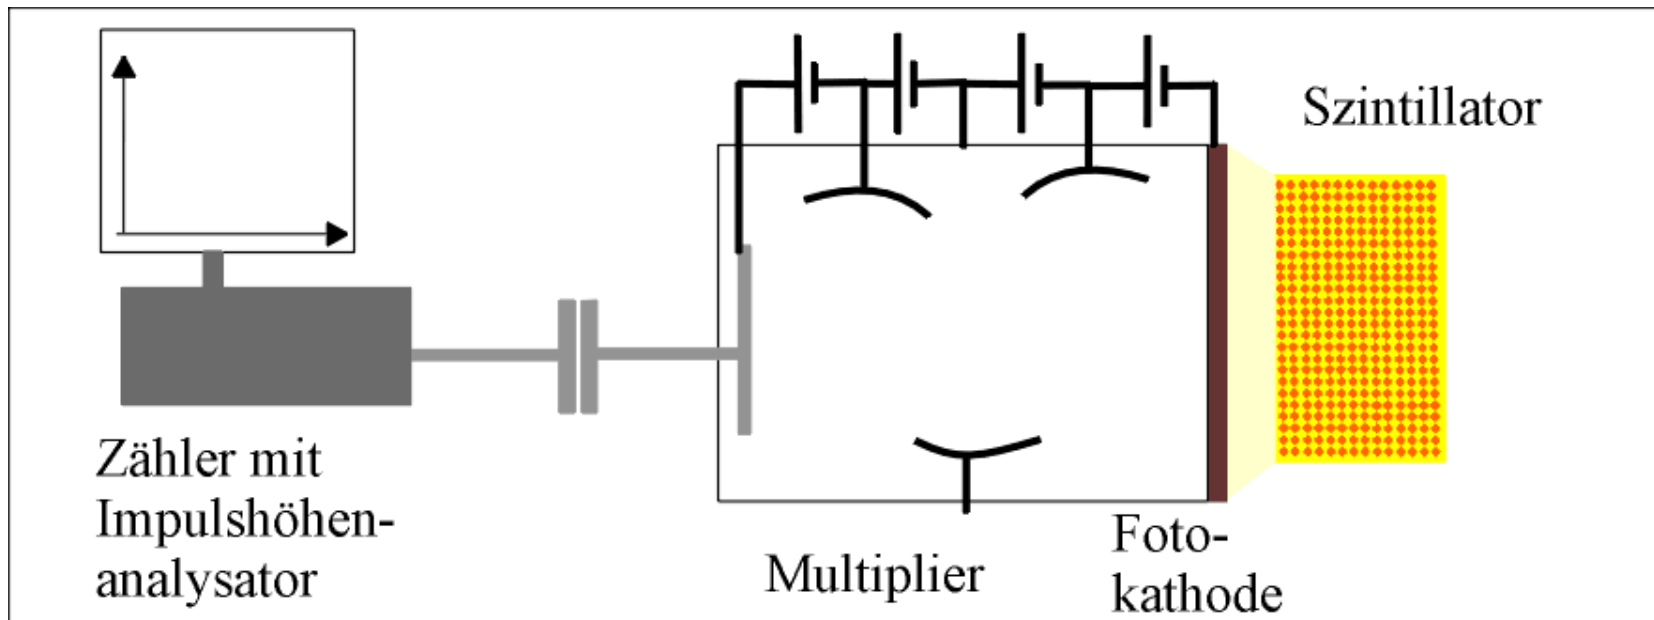 Szintillator
Zähler mit
Impulshöhen-
analysator
Multiplier
Foto-
kathode